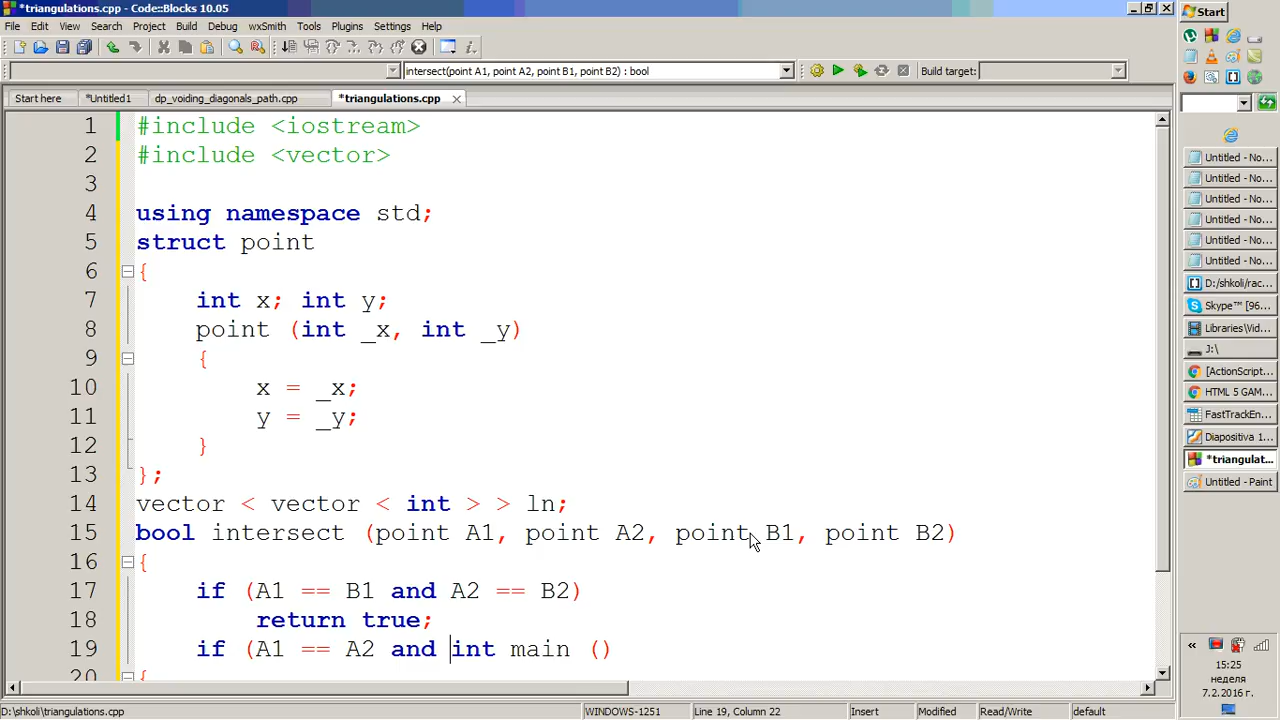 *triangulations.cpp - Code::Blocks 10.05
Start
File Edit View Search Project Build Debug wxSmith Tools Plugins Settings Help
intersect(point A1, point A2, point B1, point B2) : bool
Build target:
Start here
*Untitled1
dp_voiding_diagonals_path.cpp
*triangulations.cpp
1 #include <iostream>
2 #include <vector>
3
4 using namespace std;
5 struct point
6 {
7 int x; int y;
8 point (int _x, int _y)
9 {
10 x = _x;
11 y = _y;
12 }
13 };
14 vector < vector < int > > ln;
15 bool intersect (point A1, point A2, point B1, point B2)
16 {
17 if (A1 == B1 and A2 == B2)
18 return true;
19 if (A1 == A2 and int main ()
20 {
Untitled - No...
Untitled - No...
Untitled - No...
Untitled - No...
Untitled - No...
Untitled - No...
D:/shkoli/rac...
Skype™ [96...
Libraries\Vid...
J:\
[ActionScript...
HTML 5 GAM...
FastTrackEn...
Diapositiva 1...
*triangulat...
Untitled - Paint
15:25
неделя
7.2.2016 г.
D:\shkoli\triangulations.cpp
WINDOWS-1251
Line 19, Column 22
Insert
Modified
Read/Write
default